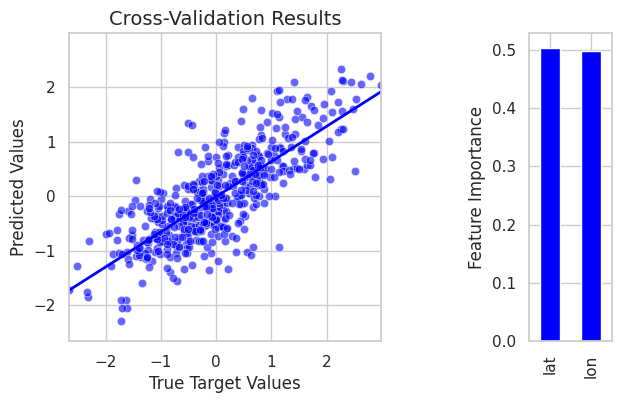 Cross-Validation Results
Predicted Values
2
1
0
−1
−2
−2
−1
0
1
2
True Target Values
Feature Importance
0.5
0.4
0.3
0.2
0.1
0.0
lat
lon